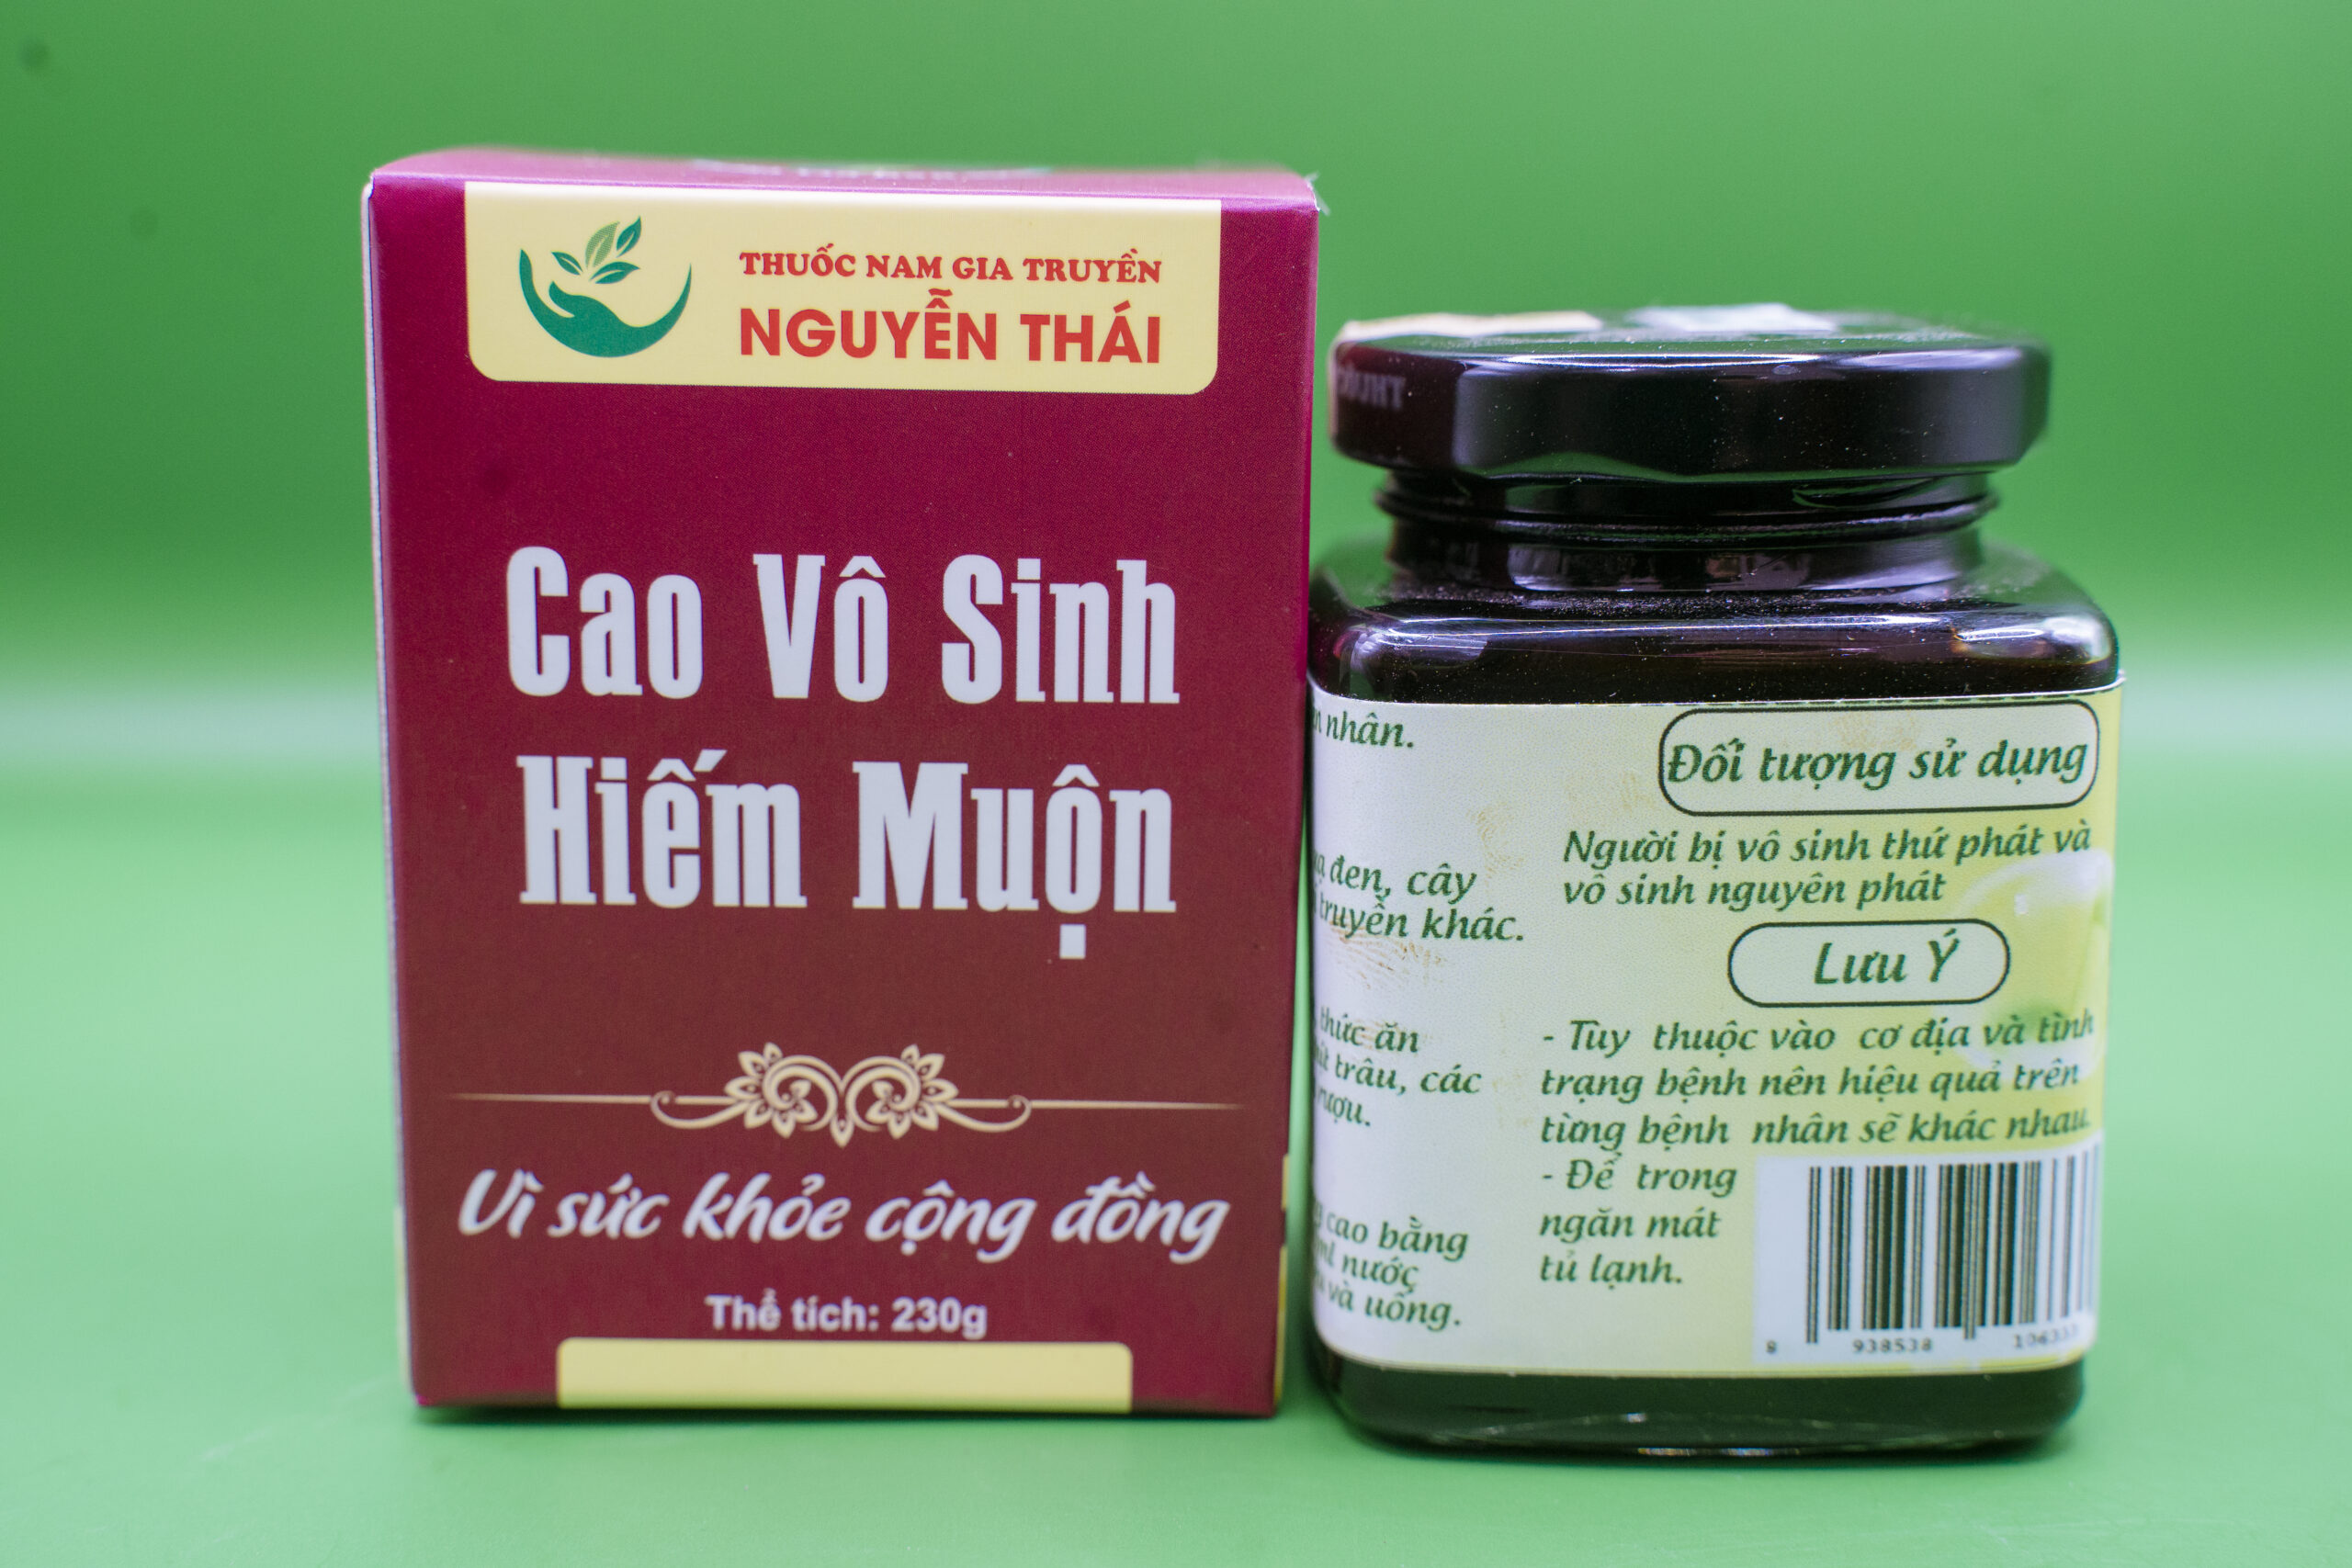 THUỐC NAM GIA TRUYỀN
NGUYỄN THÁI
Cao Vô Sinh
Hiếm Muộn
Vì sức khỏe cộng đồng
Thể tích: 230g
nhân.
đen, cây
truyền khác.
thức ăn
trâu, các
rượu.
cao bằng
nước
và uống.
Đối tượng sử dụng
Người bị vô sinh thứ phát và
vô sinh nguyên phát
Lưu Ý
- Tùy thuộc vào cơ địa và tình
trạng bệnh nên hiệu quả trên
từng bệnh nhân sẽ khác nhau.
- Để trong
ngăn mát
tủ lạnh.
8 938538